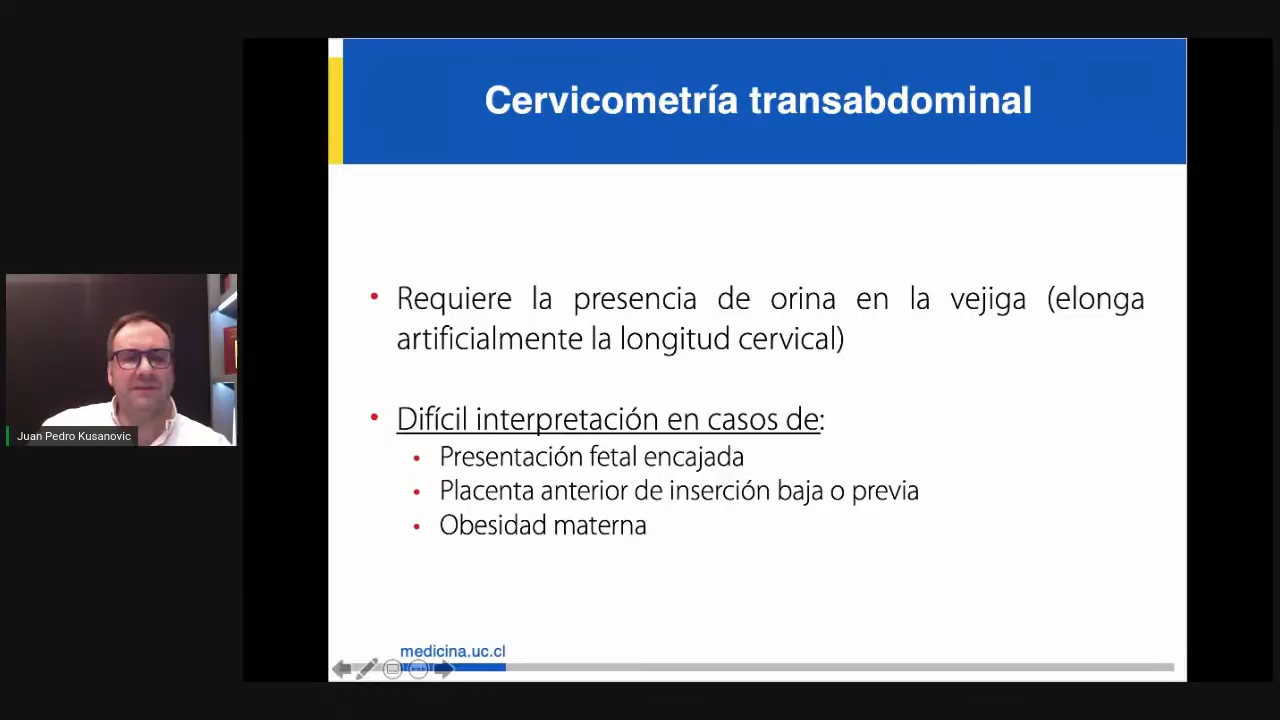 Cervicometría transabdominal
• Requiere la presencia de orina en la vejiga (elonga
artificialmente la longitud cervical)
• Difícil interpretación en casos de:
• Presentación fetal encajada
• Placenta anterior de inserción baja o previa
• Obesidad materna
Juan Pedro Kusanovic
medicina.uc.cl